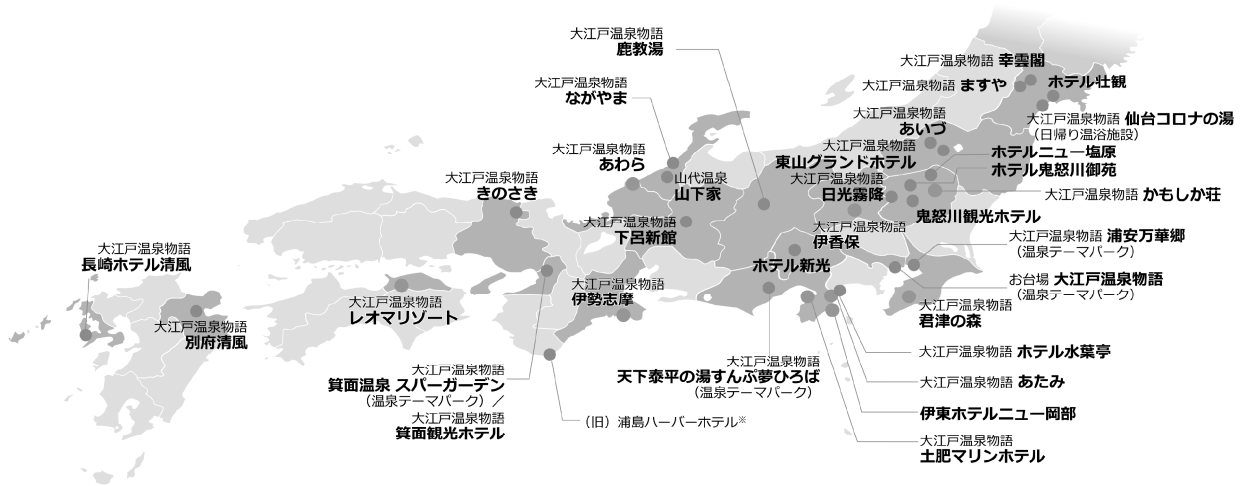 大江戸温泉物語
鹿教湯
大江戸温泉物語
ながやま
大江戸温泉物語
あわら
山代温泉
山下家
大江戸温泉物語
きのさき
大江戸温泉物語
下呂新館
大江戸温泉物語 幸雲閣
大江戸温泉物語 ますや
ホテル壮観
大江戸温泉物語 仙台コロナの湯
（日帰り温浴施設）
大江戸温泉物語
あいづ
大江戸温泉物語
東山グランドホテル
ホテルニュー塩原
ホテル鬼怒川御苑
大江戸温泉物語
日光霧降
大江戸温泉物語 かもしか荘
鬼怒川観光ホテル
大江戸温泉物語
伊香保
大江戸温泉物語 浦安万華郷
（温泉テーマパーク）
ホテル新光
お台場 大江戸温泉物語
（温泉テーマパーク）
大江戸温泉物語
君津の森
大江戸温泉物語
長崎ホテル清風
大江戸温泉物語
別府清風
大江戸温泉物語
レオマリゾート
大江戸温泉物語
伊勢志摩
大江戸温泉物語
箕面温泉 スパーガーデン
（温泉テーマパーク）／
大江戸温泉物語
箕面観光ホテル
（旧）浦島ハーバーホテル※
大江戸温泉物語
天下泰平の湯すんぷ夢ひろば
（温泉テーマパーク）
大江戸温泉物語 ホテル水葉亭
大江戸温泉物語 あたみ
伊東ホテルニュー岡部
大江戸温泉物語
土肥マリンホテル